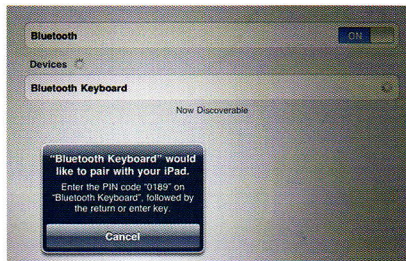 Bluetooth
ON
Devices
Bluetooth Keyboard
Now Discoverable
"Bluetooth Keyboard" would
like to pair with your iPad.
Enter the PIN code "0189" on
"Bluetooth Keyboard", followed by
the return or enter key.
Cancel